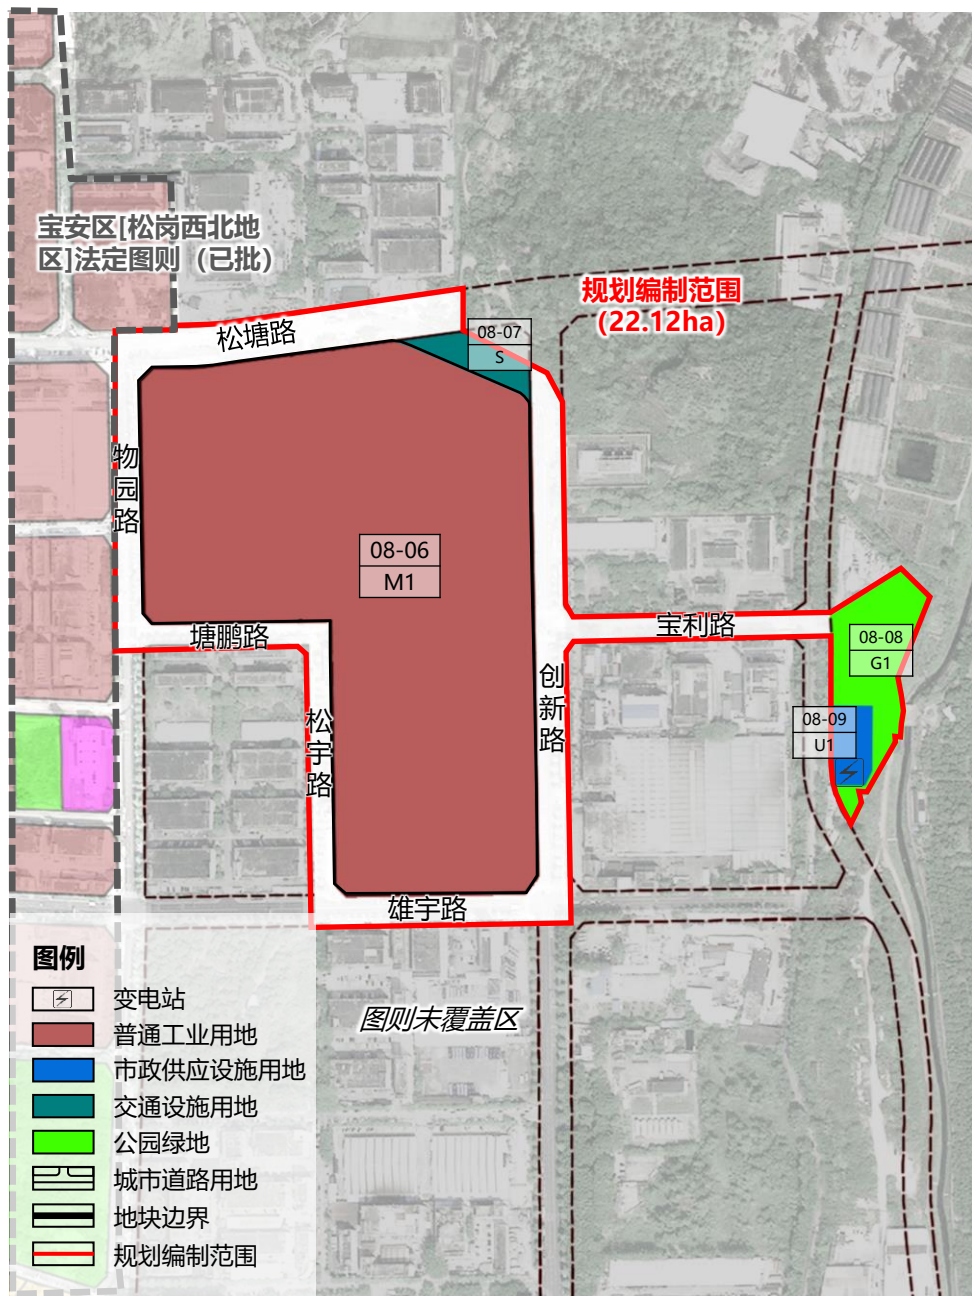 宝安区[松岗西北地
区]法定图则（已批）
规划编制范围
(22.12ha)
松塘路
08-07
S
物园路
08-06
M1
塘鹏路
宝利路
08-08
G1
创新路
松宇路
08-09
U1
雄宇路
图则未覆盖区
图例
变电站
普通工业用地
市政供应设施用地
交通设施用地
公园绿地
城市道路用地
地块边界
规划编制范围